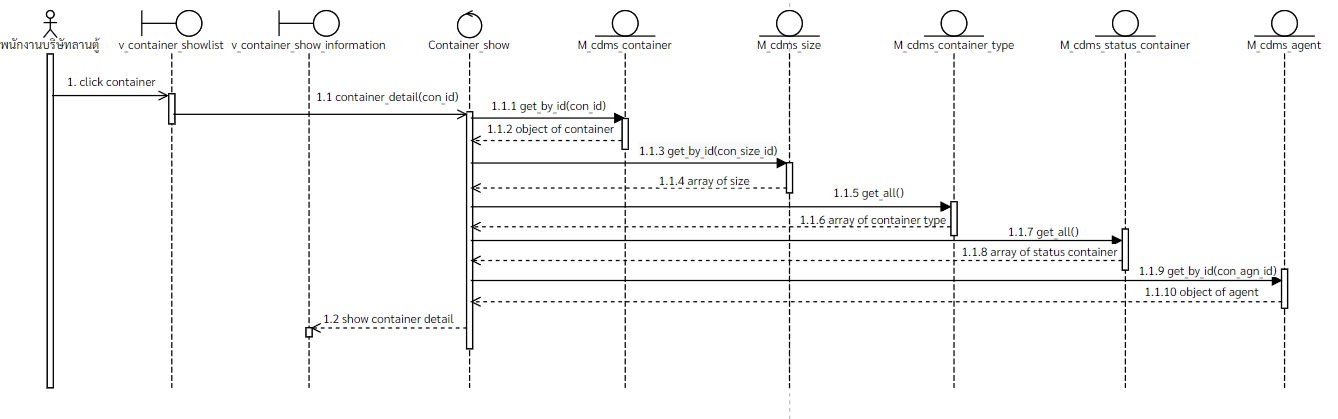 พนักงานบริษัทลานตู้
v_container_showlist
v_container_show_information
Container_show
M_cdms_container
M_cdms_size
M_cdms_container_type
M_cdms_status_container
M_cdms_agent
1. click container
1.1 container_detail(con_id)
1.1.1 get_by_id(con_id)
1.1.2 object of container
1.1.3 get_by_id(con_size_id)
1.1.4 array of size
1.1.5 get_all()
1.1.6 array of container type
1.1.7 get_all()
1.1.8 array of status container
1.1.9 get_by_id(con_agn_id)
1.1.10 object of agent
1.2 show container detail